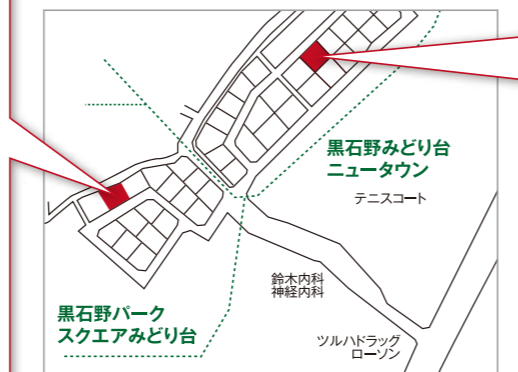 黒石野みどり台
ニュータウン
テニスコート
鈴木内科
神経内科
黒石野パーク
スクエアみどり台
ツルハドラッグ
ローソン